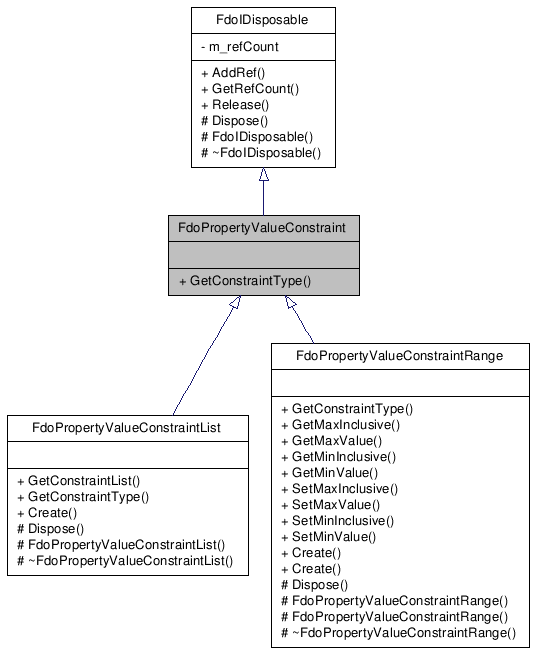 FdoIDisposable
- m_refCount
+ AddRef()
+ GetRefCount()
+ Release()
# Dispose()
# FdoIDisposable()
# ~FdoIDisposable()
FdoPropertyValueConstraint
+ GetConstraintType()
FdoPropertyValueConstraintList
+ GetConstraintList()
+ GetConstraintType()
+ Create()
# Dispose()
# FdoPropertyValueConstraintList()
# ~FdoPropertyValueConstraintList()
FdoPropertyValueConstraintRange
+ GetConstraintType()
+ GetMaxInclusive()
+ GetMaxValue()
+ GetMinInclusive()
+ GetMinValue()
+ SetMaxInclusive()
+ SetMaxValue()
+ SetMinInclusive()
+ SetMinValue()
+ Create()
+ Create()
# Dispose()
# FdoPropertyValueConstraintRange()
# FdoPropertyValueConstraintRange()
# ~FdoPropertyValueConstraintRange()